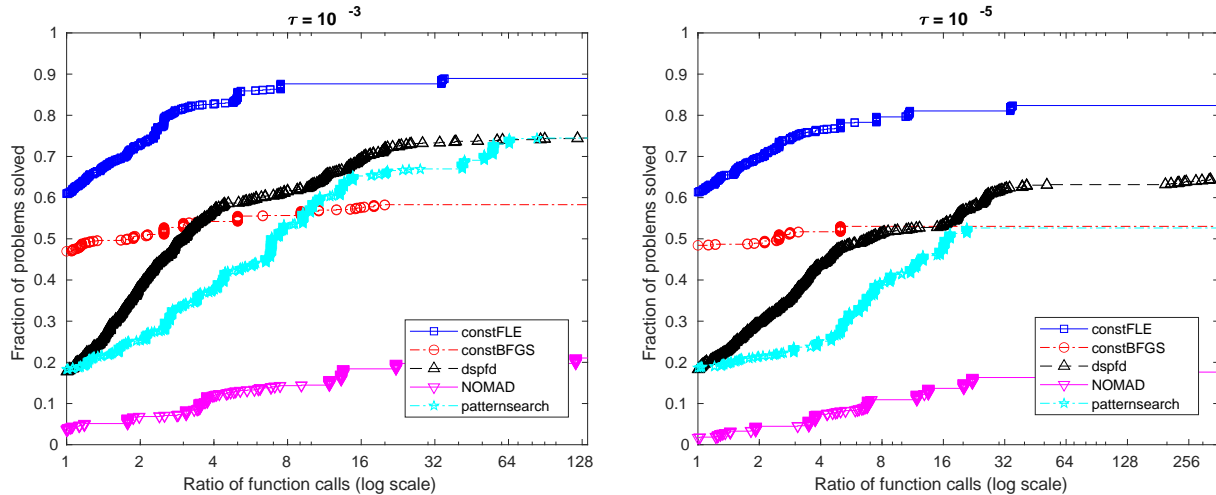 τ = 10 -3
Fraction of problems solved
1
0.9
0.8
0.7
0.6
0.5
0.4
0.3
0.2
0.1
0
1 2 4 8 16 32 64 128
Ratio of function calls (log scale)
constFLE
constBFGS
dspfd
NOMAD
patternsearch
τ = 10 -5
Fraction of problems solved
1
0.9
0.8
0.7
0.6
0.5
0.4
0.3
0.2
0.1
0
1 2 4 8 16 32 64 128 256
Ratio of function calls (log scale)
constFLE
constBFGS
dspfd
NOMAD
patternsearch